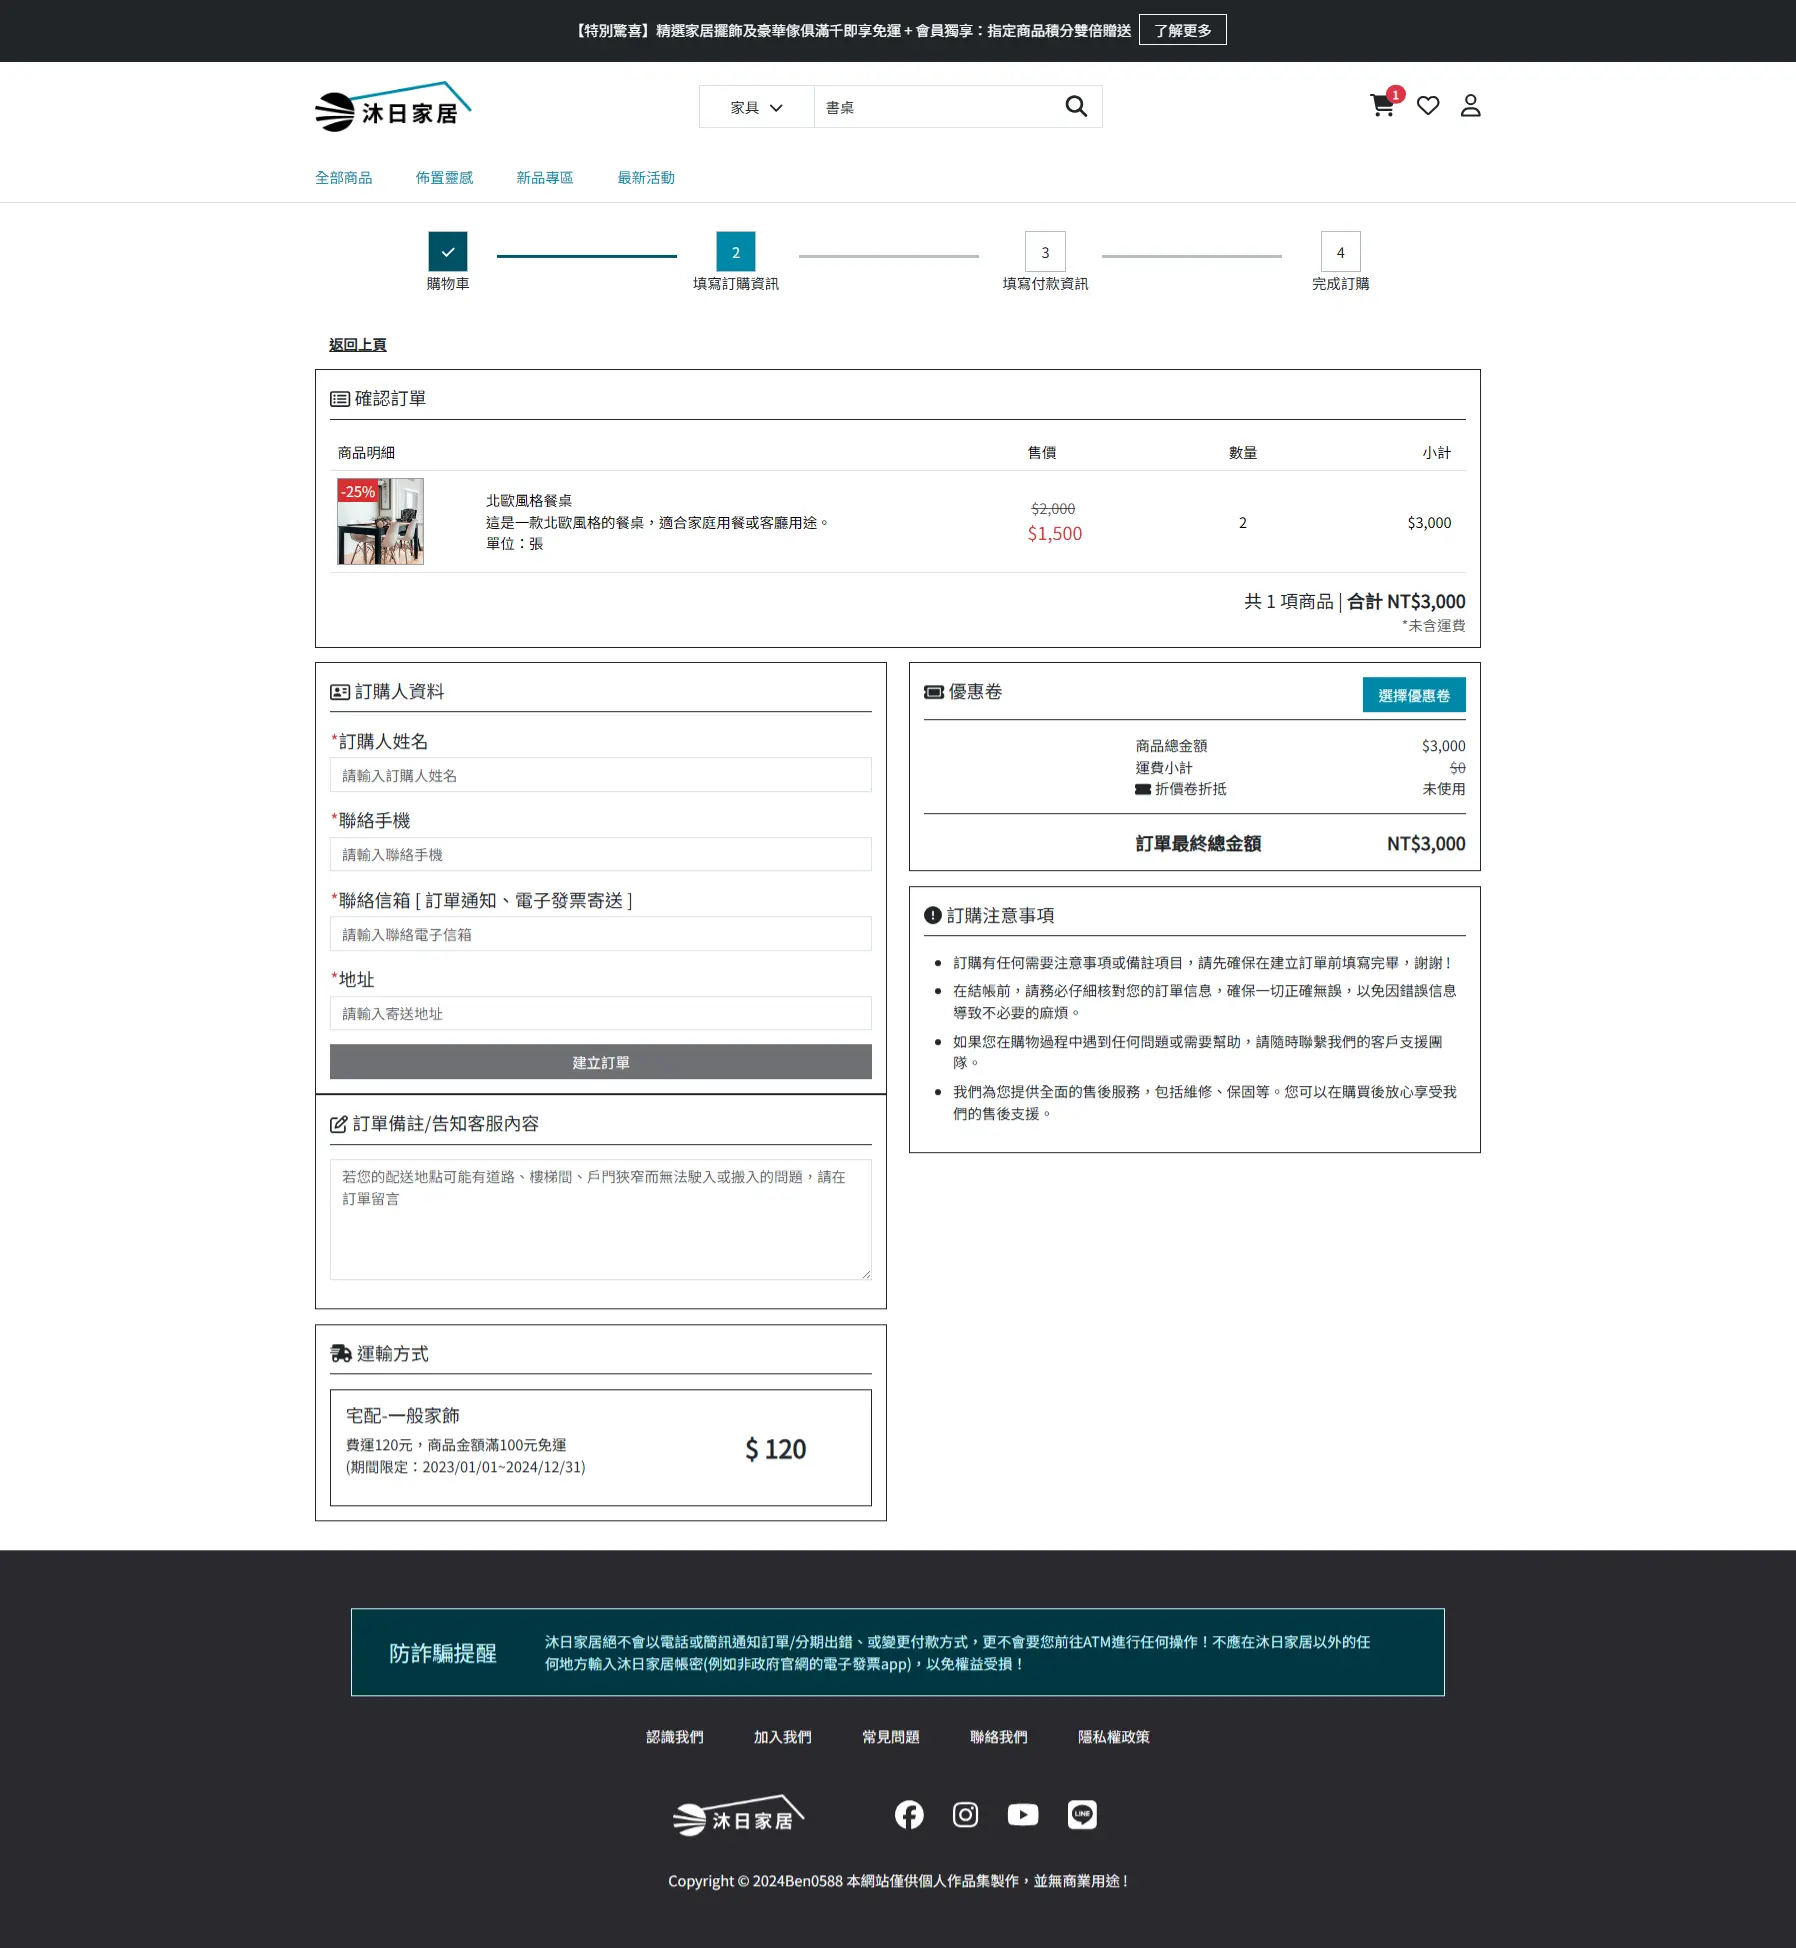 【特別驚喜】精選家居擺飾及豪華傢俱滿千即享免運 + 會員獨享：指定商品積分雙倍贈送
了解更多
沐日家居
家具
書桌
1
全部商品
佈置靈感
新品專區
最新活動
2
3
4
購物車
填寫訂購資訊
填寫付款資訊
完成訂購
返回上頁
確認訂單
商品明細
售價
數量
小計
-25%
北歐風格餐桌
這是一款北歐風格的餐桌，適合家庭用餐或客廳用途。
單位：張
$2,000
$1,500
2
$3,000
共 1 項商品 | 合計 NT$3,000
*未含運費
訂購人資料
*訂購人姓名
請輸入訂購人姓名
*聯絡手機
請輸入聯絡手機
*聯絡信箱 [ 訂單通知、電子發票寄送 ]
請輸入聯絡電子信箱
*地址
請輸入寄送地址
建立訂單
訂單備註/告知客服內容
若您的配送地點可能有道路、樓梯間、戶門狹窄而無法駛入或搬入的問題，請在
訂單留言
運輸方式
宅配-一般家飾
費運120元，商品金額滿100元免運
(期間限定：2023/01/01~2024/12/31)
$ 120
優惠卷
選擇優惠卷
商品總金額
$3,000
運費小計
$0
折價卷折抵
未使用
訂單最終總金額
NT$3,000
訂購注意事項
訂購有任何需要注意事項或備註項目，請先確保在建立訂單前填寫完畢，謝謝！
在結帳前，請務必仔細核對您的訂單信息，確保一切正確無誤，以免因錯誤信息
導致不必要的麻煩。
如果您在購物過程中遇到任何問題或需要幫助，請隨時聯繫我們的客戶支援團
隊。
我們為您提供全面的售後服務，包括維修、保固等。您可以在購買後放心享受我
們的售後支援。
防詐騙提醒
沐日家居絕不會以電話或簡訊通知訂單/分期出錯、或變更付款方式，更不會要您前往ATM進行任何操作！不應在沐日家居以外的任
何地方輸入沐日家居帳密(例如非政府官網的電子發票app)，以免權益受損！
認識我們
加入我們
常見問題
聯絡我們
隱私權政策
沐日家居
LINE
Copyright © 2024Ben0588 本網站僅供個人作品集製作，並無商業用途 !